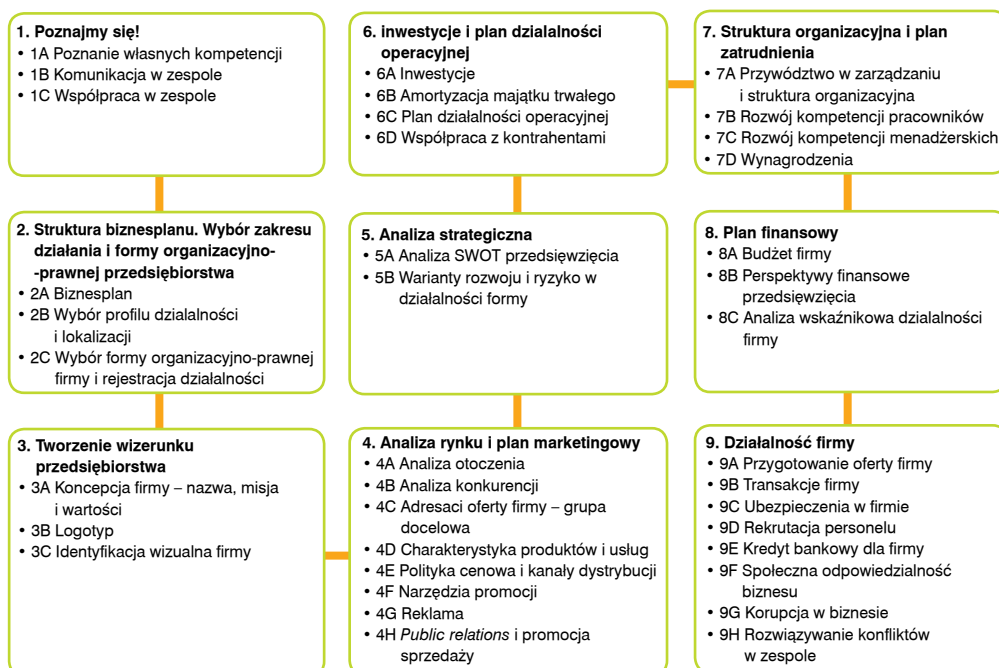 1. Poznajmy się!
• 1A Poznanie własnych kompetencji
• 1B Komunikacja w zespole
• 1C Współpraca w zespole
2. Struktura biznesplanu. Wybór zakresu
działania i formy organizacyjno-
-prawnej przedsiębiorstwa
• 2A Biznesplan
• 2B Wybór profilu dzialalności
i lokalizacji
• 2C Wybór formy organizacyjno-prawnej
firmy i rejestracja działalności
3. Tworzenie wizerunku
przedsiębiorstwa
• 3A Koncepcja firmy – nazwa, misja
i wartości
• 3B Logotyp
• 3C Identyfikacja wizualna firmy
4. Analiza rynku i plan marketingowy
• 4A Analiza otoczenia
• 4B Analiza konkurencji
• 4C Adresaci oferty firmy – grupa
docelowa
• 4D Charakterystyka produktów i usług
• 4E Polityka cenowa i kanały dystrybucji
• 4F Narzędzia promocji
• 4G Reklama
• 4H Public relations i promocja
sprzedaży
5. Analiza strategiczna
• 5A Analiza SWOT przedsięwzięcia
• 5B Warianty rozwoju i ryzyko w
działalności formy
6. inwestycje i plan dzialalności
operacyjnej
• 6A Inwestycje
• 6B Amortyzacja majątku trwałego
• 6C Plan działalności operacyjnej
• 6D Współpraca z kontrahentami
7. Struktura organizacyjna i plan
zatrudnienia
• 7A Przywództwo w zarządzaniu
i struktura organizacyjna
• 7B Rozwój kompetencji pracowników
• 7C Rozwój kompetencji menadżerskich
• 7D Wynagrodzenia
8. Plan finansowy
• 8A Budżet firmy
• 8B Perspektywy finansowe
przedsięwzięcia
• 8C Analiza wskaźnikowa dzialalności
firmy
9. Działalność firmy
• 9A Przygotowanie oferty firmy
• 9B Transakcje firmy
• 9C Ubezpieczenia w firmie
• 9D Rekrutacja personelu
• 9E Kredyt bankowy dla firmy
• 9F Społeczna odpowiedzialność
biznesu
• 9G Korupcja w biznesie
• 9H Rozwiązywanie konfliktów
w zespole